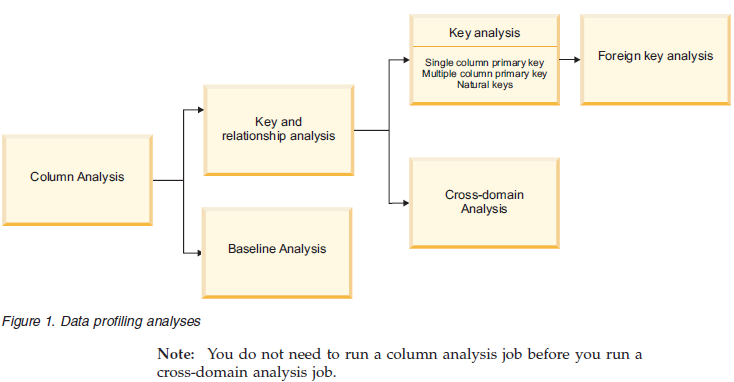 Column Analysis
Key and
relationship analysis
Baseline Analysis
Key analysis
Single column primary key
Multiple column primary key
Natural keys
Foreign key analysis
Cross-domain
Analysis
Figure 1. Data profiling analyses
Note: You do not need to run a column analysis job before you run a
cross-domain analysis job.